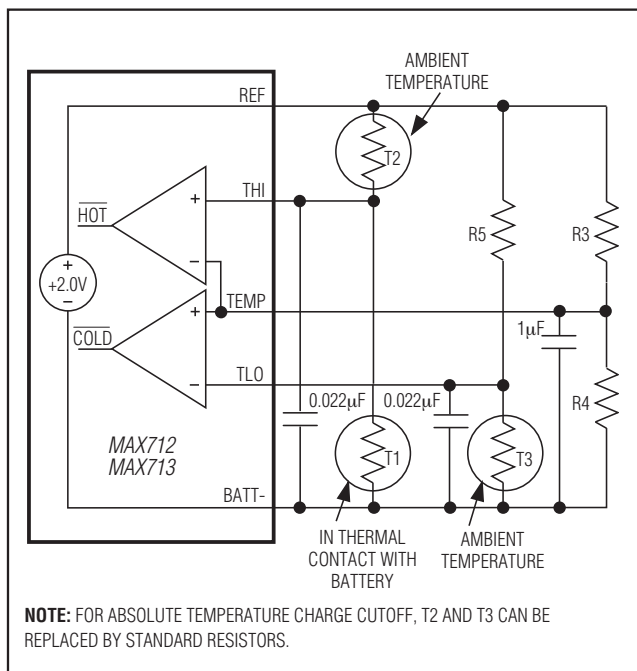 AMBIENT
TEMPERATURE
REF
T2
THI
+
HOT
−
R5
R3
+
+2.0V
−
TEMP
+
COLD
1μF
−
TLO
0.022μF
0.022μF
R4
MAX712
MAX713
T1
T3
BATT-
IN THERMAL
CONTACT WITH
BATTERY
AMBIENT
TEMPERATURE
NOTE: FOR ABSOLUTE TEMPERATURE CHARGE CUTOFF, T2 AND T3 CAN BE
REPLACED BY STANDARD RESISTORS.